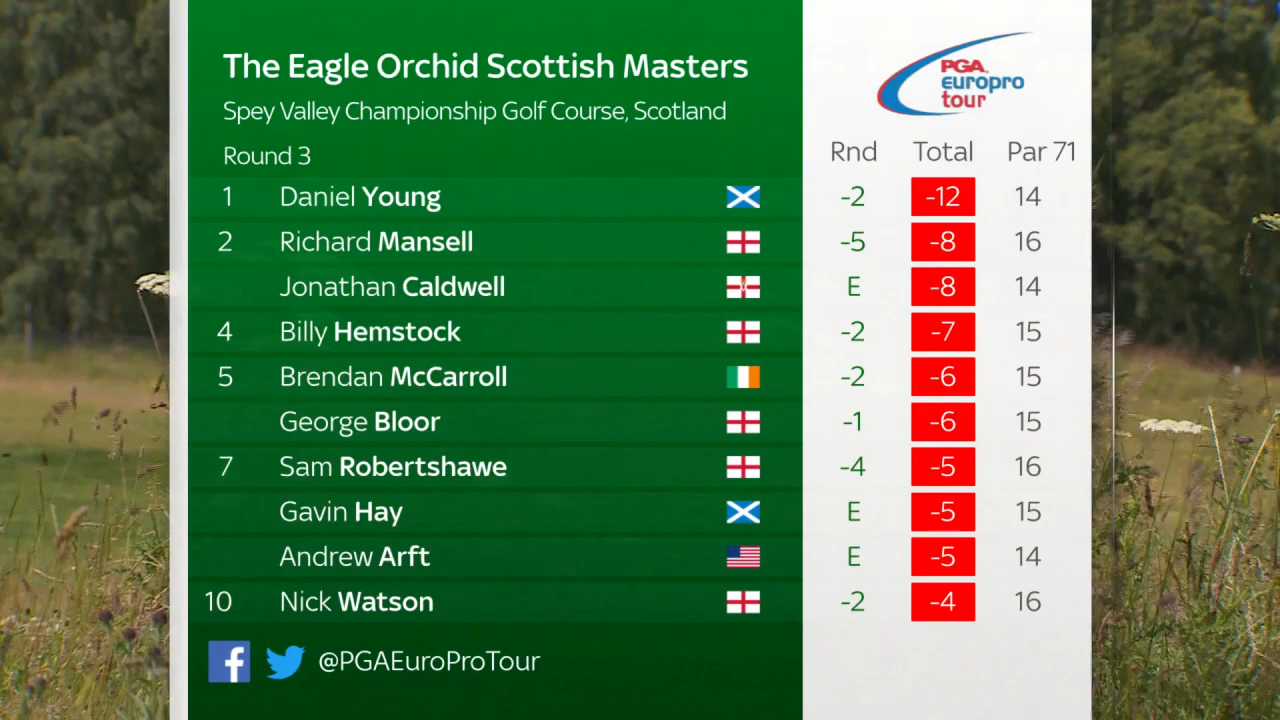 The Eagle Orchid Scottish Masters
Spey Valley Championship Golf Course, Scotland
PGA europro tour
Round 3 Rnd Total Par 71
1 Daniel Young -2 -12 14
2 Richard Mansell -5 -8 16
Jonathan Caldwell E -8 14
4 Billy Hemstock -2 -7 15
5 Brendan McCarroll -2 -6 15
George Bloor -1 -6 15
7 Sam Robertshawe -4 -5 16
Gavin Hay E -5 15
Andrew Arft E -5 14
10 Nick Watson -2 -4 16
f @PGAEuroProTour